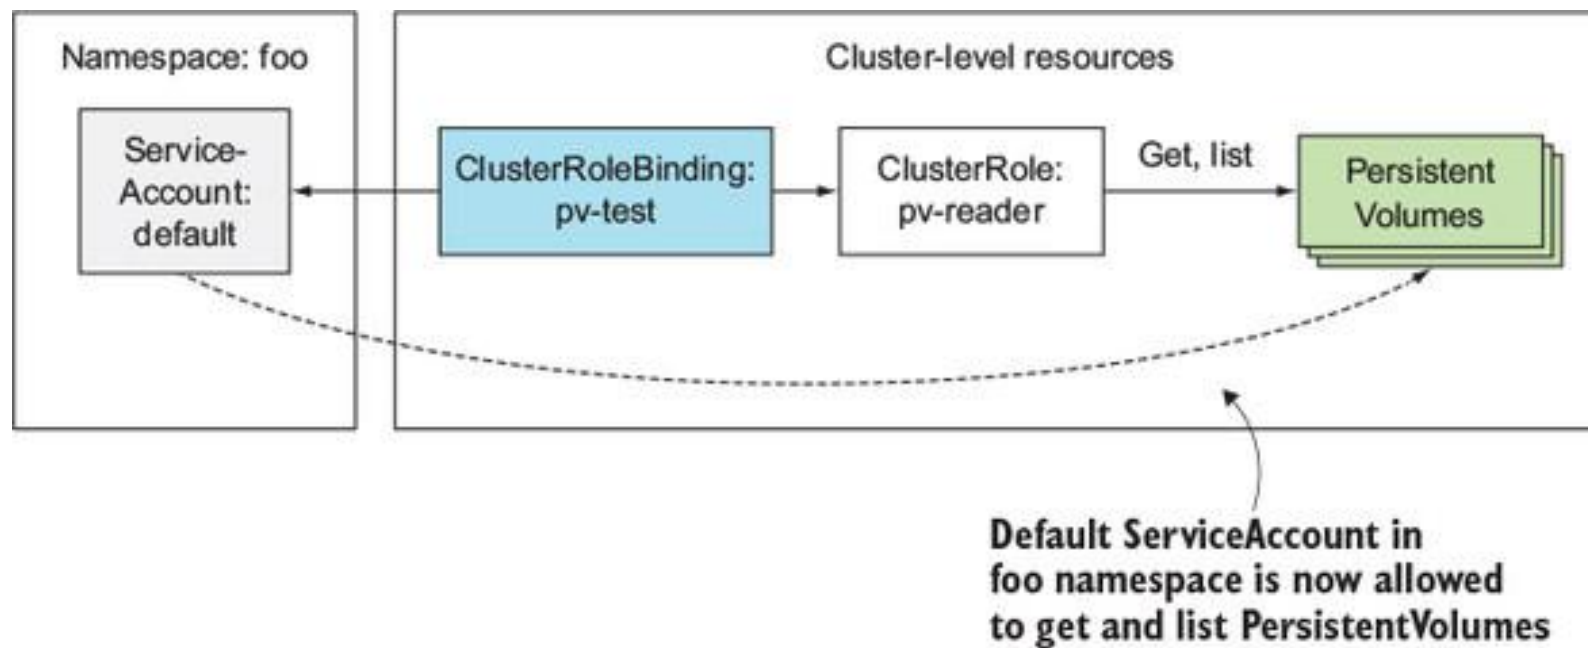 Namespace: foo
Cluster-level resources
Service-
Account:
default
ClusterRoleBinding:
pv-test
ClusterRole:
pv-reader
Get, list
Persistent
Volumes
Default ServiceAccount in
foo namespace is now allowed
to get and list PersistentVolumes